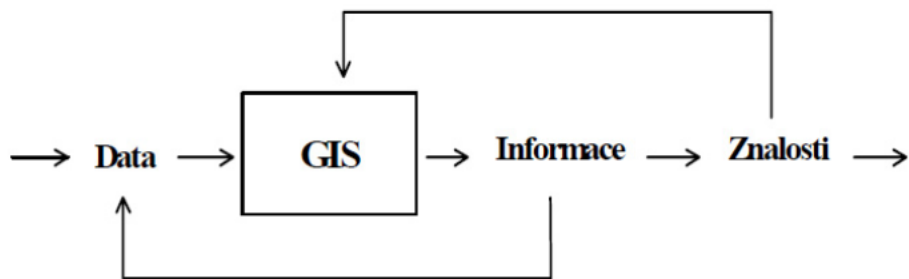 Data
GIS
Informace
Znalosti